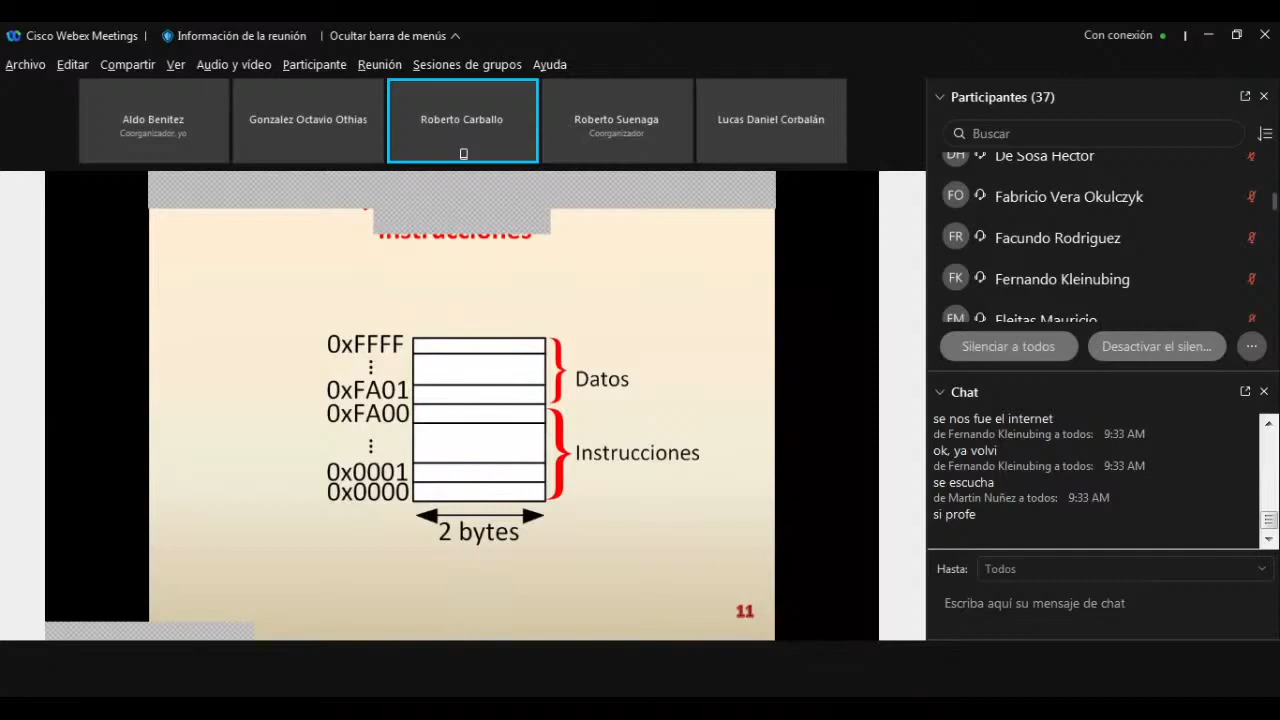 Cisco Webex Meetings | Información de la reunión | Ocultar barra de menús
Con conexión
Archivo Editar Compartir Ver Audio y vídeo Participante Reunión Sesiones de grupos Ayuda
Aldo Benitez
Coorganizador, yo
Gonzalez Octavio Othias
Roberto Carballo
Roberto Suenaga
Coorganizador
Lucas Daniel Corbalán
Instrucciones
0xFFFF
0xFA01
0xFA00
0x0001
0x0000
Datos
Instrucciones
2 bytes
11
Participantes (37)
Buscar
DH De Sosa Hector
FO Fabricio Vera Okulczyk
FR Facundo Rodriguez
FK Fernando Kleinubing
FM Fleitas Mauricio
Silenciar a todos
Desactivar el silen...
Chat
se nos fue el internet
de Fernando Kleinubing a todos: 9:33 AM
ok, ya volvi
de Fernando Kleinubing a todos: 9:33 AM
se escucha
de Martin Nuñez a todos: 9:33 AM
si profe
Hasta: Todos
Escriba aquí su mensaje de chat